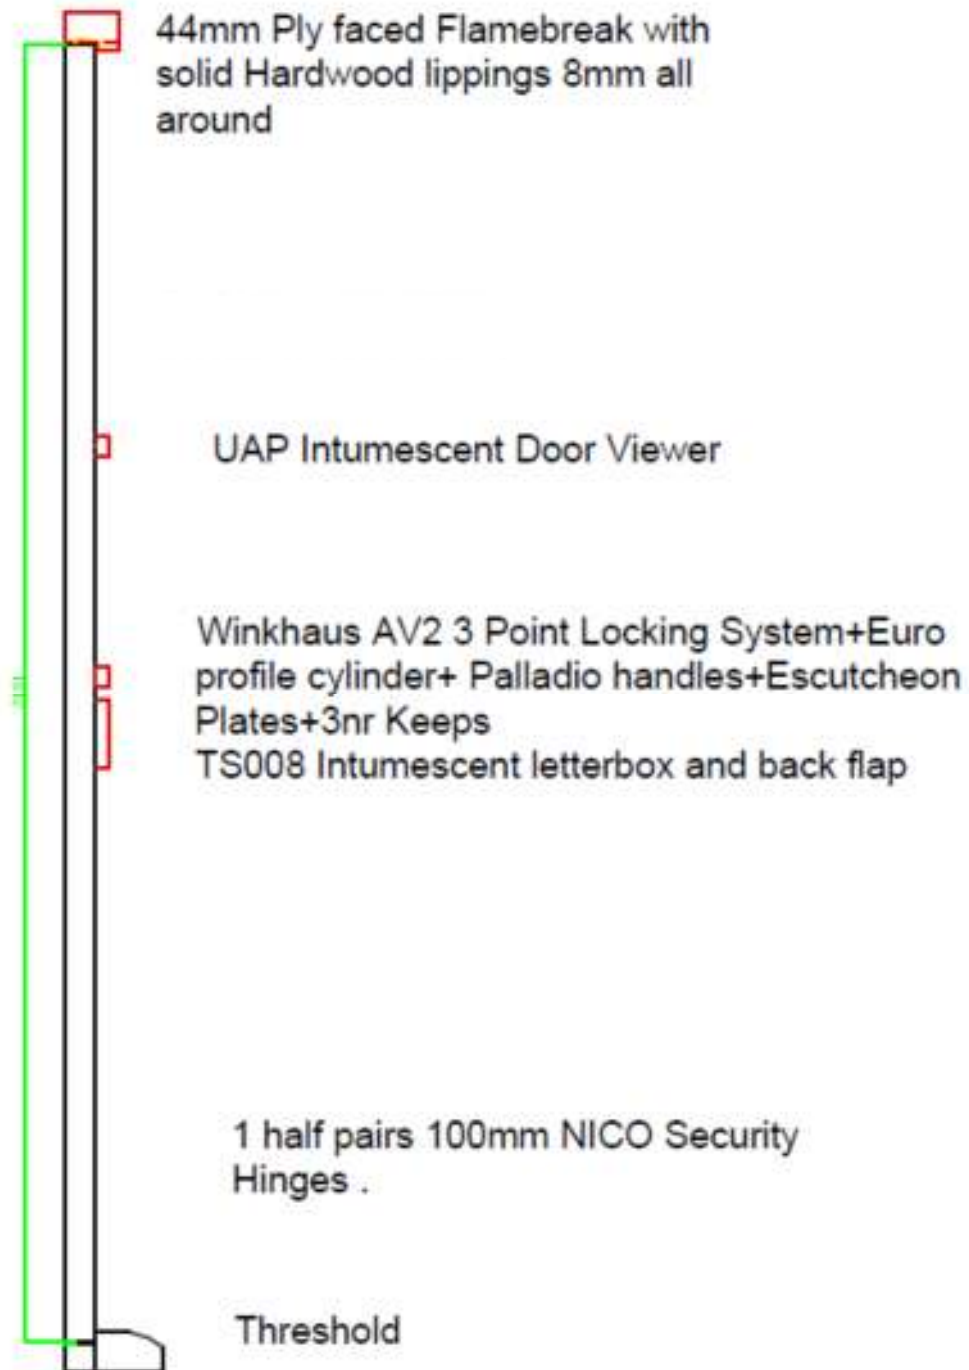 44mm Ply faced Flamebreak with
solid Hardwood lippings 8mm all
around
UAP Intumescent Door Viewer
Winkhaus AV2 3 Point Locking System+Euro
profile cylinder+ Palladio handles+Escutcheon
Plates+3nr Keeps
TS008 Intumescent letterbox and back flap
1 half pairs 100mm NICO Security
Hinges .
Threshold